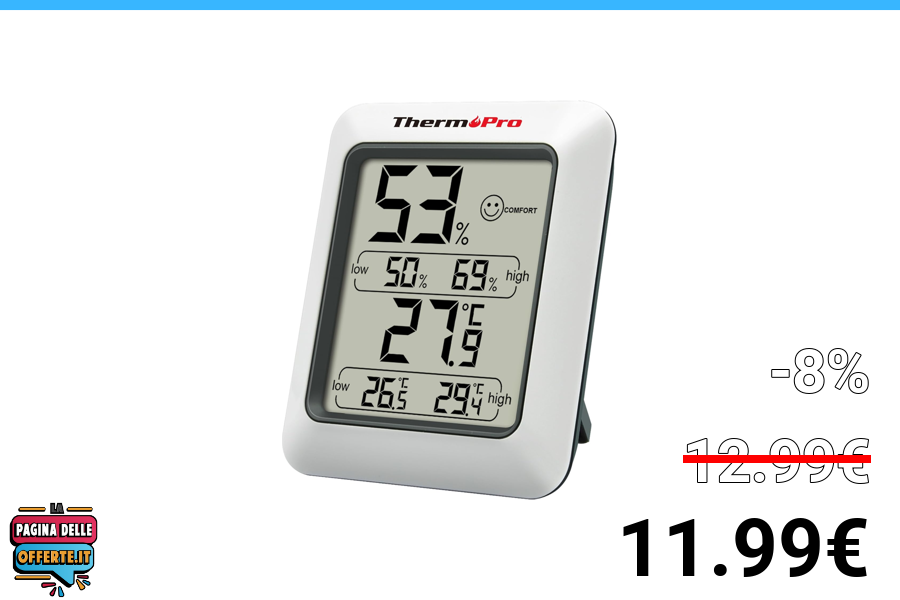 ThermoPro
53%
COMFORT
low 50% 69% high
27.9°C
low 26.5°C 29.4°C high
-8%
12.99€
11.99€
LA
PAGINA DELLE
OFFERTE.IT